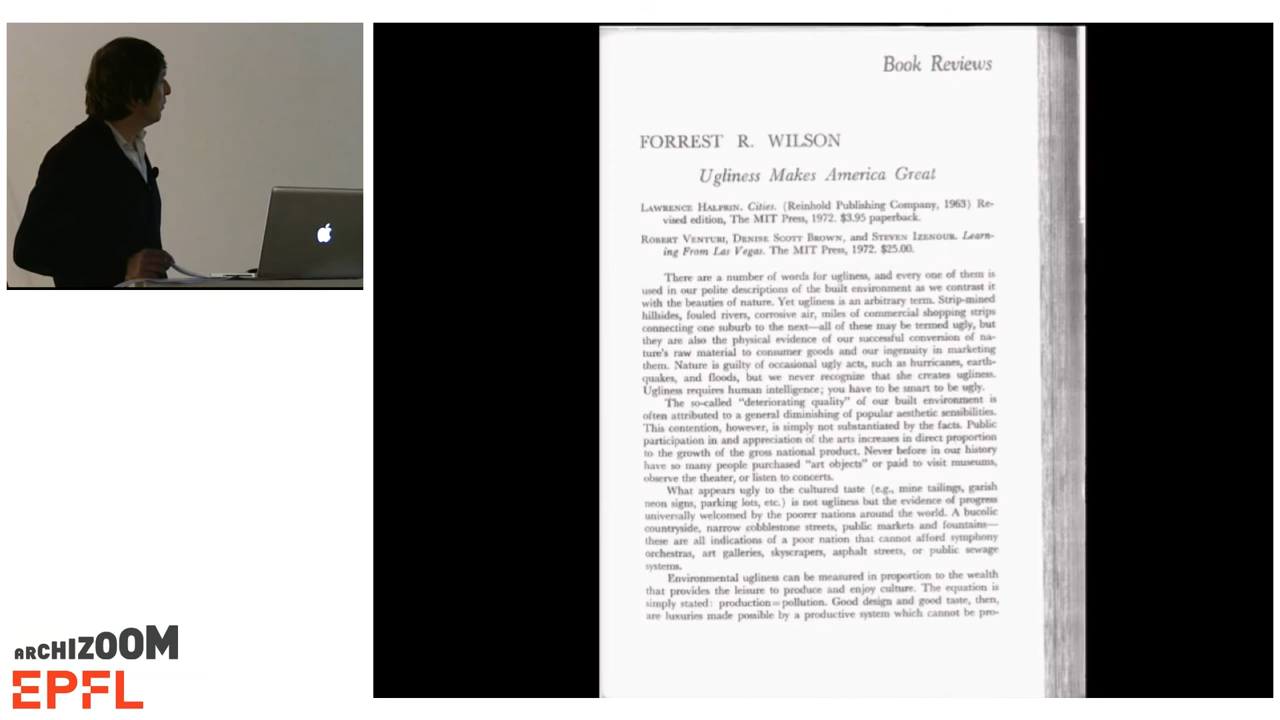 Book Reviews
FORREST R. WILSON
Ugliness Makes America Great
LAWRENCE HALPRIN. Cities. (Reinhold Publishing Company, 1963) Re-
vised edition, The MIT Press, 1972. $3.95 paperback.
ROBERT VENTURI, DENISE SCOTT BROWN, and STEVEN IZENOUR. Learn-
ing From Las Vegas. The MIT Press, 1972. $25.00.
There are a number of words for ugliness, and every one of them is
used in our polite descriptions of the built environment as we contrast it
with the beauties of nature. Yet ugliness is an arbitrary term. Strip-mined
hillsides, fouled rivers, corrosive air, miles of commercial shopping strips
connecting one suburb to the next—all of these may be termed ugly, but
they are also the physical evidence of our successful conversion of na-
ture's raw material to consumer goods and our ingenuity in marketing
them. Nature is guilty of occasional ugly acts, such as hurricanes, earth-
quakes, and floods, but we never recognize that she creates ugliness.
Ugliness requires human intelligence; you have to be smart to be ugly.
The so-called "deteriorating quality" of our built environment is
often attributed to a general diminishing of popular aesthetic sensibilities.
This contention, however, is simply not substantiated by the facts. Public
participation in and appreciation of the arts increases in direct proportion
to the growth of the gross national product. Never before in our history
have so many people purchased "art objects" or paid to visit museums,
observe the theater, or listen to concerts.
What appears ugly to the cultured taste (e.g., mine tailings, garish
neon signs, parking lots, etc.) is not ugliness but the evidence of progress
universally welcomed by the poorer nations around the world. A bucolic
countryside, narrow cobblestone streets, public markets and fountains—
these are all indications of a poor nation that cannot afford symphony
orchestras, art galleries, skyscrapers, asphalt streets, or public sewage
systems.
Environmental ugliness can be measured in proportion to the wealth
that provides the leisure to produce and enjoy culture. The equation is
simply stated: production=pollution. Good design and good taste, then,
are luxuries made possible by a productive system which cannot be pro-
ARCHIZOOM
EPFL